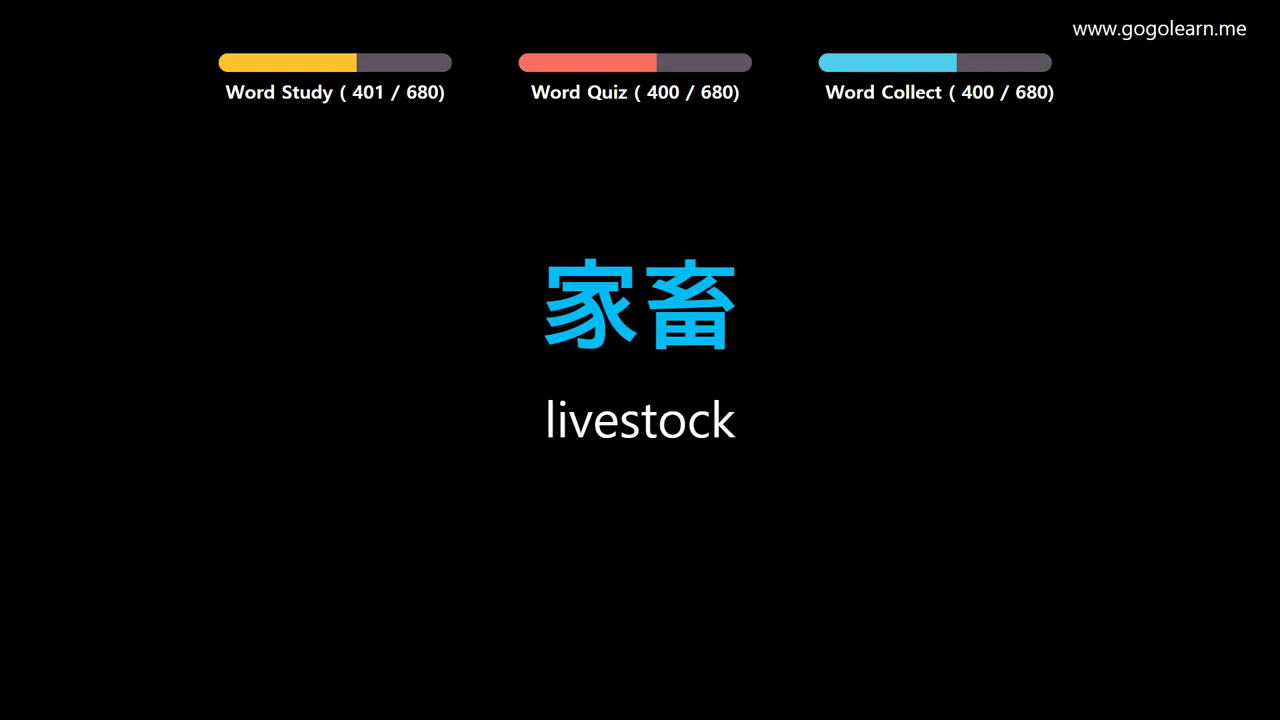 www.gogolearn.me
Word Study ( 401 / 680)
Word Quiz ( 400 / 680)
Word Collect ( 400 / 680)
家畜
livestock